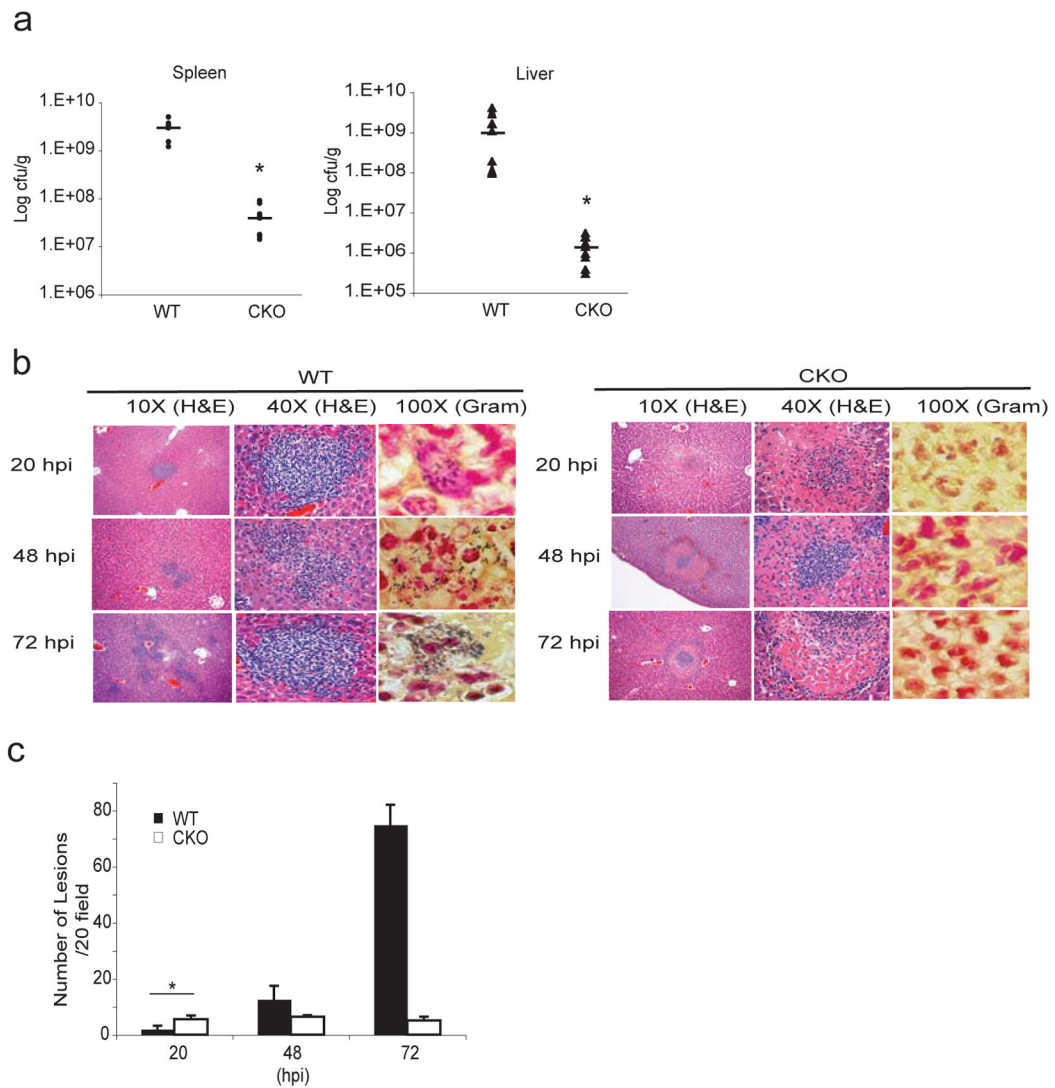 a
Spleen
Liver
Log cfu/g
1.E+10
1.E+09
1.E+08
1.E+07
1.E+06
*
WT
CKO
Log cfu/g
1.E+10
1.E+09
1.E+08
1.E+07
1.E+06
1.E+05
*
WT
CKO
b
WT
10X (H&E) 40X (H&E) 100X (Gram)
20 hpi
48 hpi
72 hpi
CKO
10X (H&E) 40X (H&E) 100X (Gram)
20 hpi
48 hpi
72 hpi
c
Number of Lesions
/20 field
80
60
40
20
0
WT
CKO
*
20 48 72
(hpi)